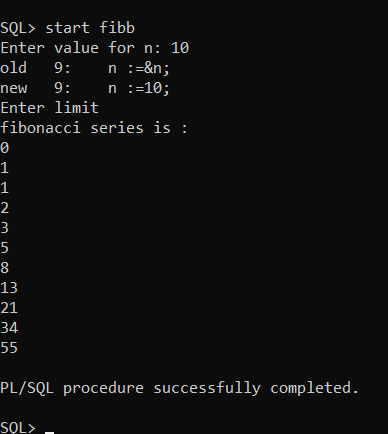 SQL> start fibb
Enter value for n: 10
old   9:    n :=&n;
new   9:    n :=10;
Enter limit
fibonacci series is :
0
1
1
2
3
5
8
13
21
34
55
PL/SQL procedure successfully completed.
SQL> _